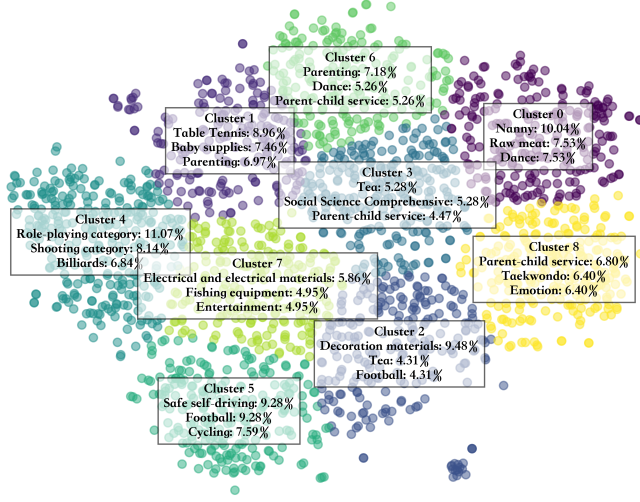 Cluster 6
Parenting: 7.18%
Dance: 5.26%
Parent-child service: 5.26%
Cluster 0
Nanny: 10.04%
Raw meat: 7.53%
Dance: 7.53%
Cluster 1
Table Tennis: 8.96%
Baby supplies: 7.46%
Parenting: 6.97%
Cluster 3
Tea: 5.28%
Social Science Comprehensive: 5.28%
Parent-child service: 4.47%
Cluster 4
Role-playing category: 11.07%
Shooting category: 8.14%
Billiards: 6.84%
Cluster 8
Parent-child service: 6.80%
Taekwondo: 6.40%
Emotion: 6.40%
Cluster 7
Electrical and electrical materials: 5.86%
Fishing equipment: 4.95%
Entertainment: 4.95%
Cluster 2
Decoration materials: 9.48%
Tea: 4.31%
Football: 4.31%
Cluster 5
Safe self-driving: 9.28%
Football: 9.28%
Cycling: 7.59%